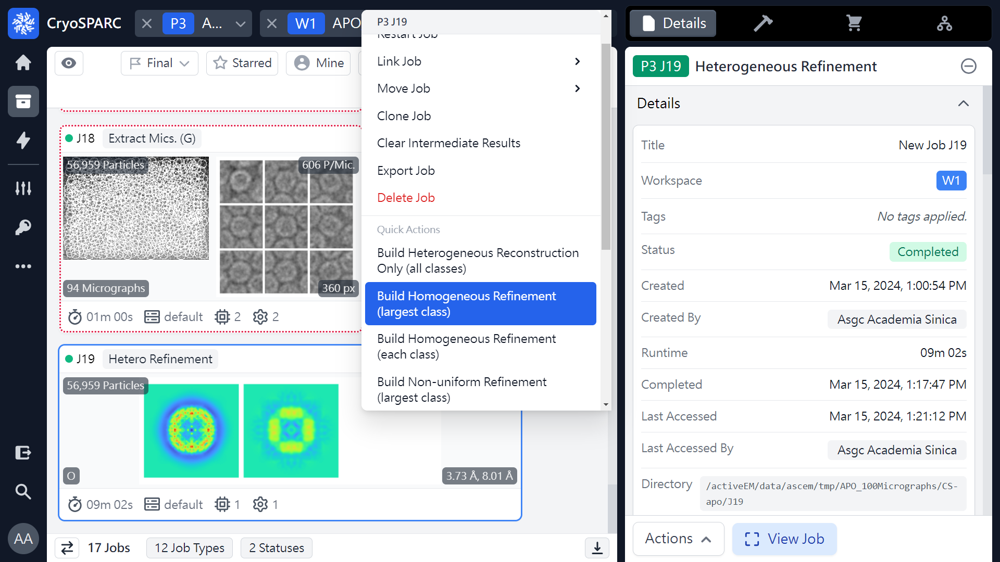 CryoSPARC
P3 A...
W1 APO
Details
P3 J19
Restart Job
Link Job
Move Job
Clone Job
Clear Intermediate Results
Export Job
Delete Job
Quick Actions
Build Heterogeneous Reconstruction
Only (all classes)
Build Homogeneous Refinement
(largest class)
Build Homogeneous Refinement
(each class)
Build Non-uniform Refinement
(largest class)
Final
Starred
Mine
J18 Extract Mics. (G)
56,959 Particles
606 P/Mic.
94 Micrographs
360 px
01m 00s default 2 2
J19 Hetero Refinement
56,959 Particles
O
3.73 Å, 8.01 Å
09m 02s default 1 1
AA
17 Jobs
12 Job Types
2 Statuses
P3 J19 Heterogeneous Refinement
Details
Title New Job J19
Workspace W1
Tags No tags applied.
Status Completed
Created Mar 15, 2024, 1:00:54 PM
Created By Asgc Academia Sinica
Runtime 09m 02s
Completed Mar 15, 2024, 1:17:47 PM
Last Accessed Mar 15, 2024, 1:21:12 PM
Last Accessed By Asgc Academia Sinica
Directory /activeEM/data/ascem/tmp/APO_100Micrographs/CS-
apo/J19
Actions
View Job